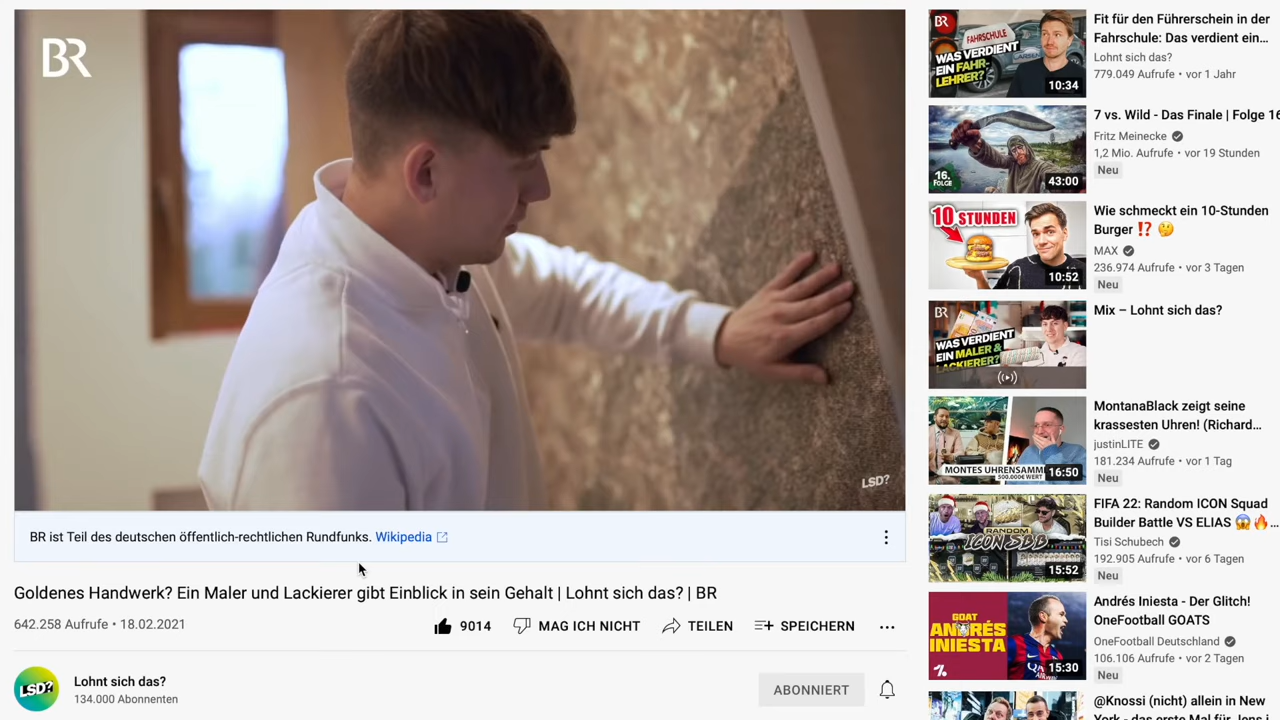 BR
LSD?
BR ist Teil des deutschen öffentlich-rechtlichen Rundfunks. Wikipedia
Goldenes Handwerk? Ein Maler und Lackierer gibt Einblick in sein Gehalt | Lohnt sich das? | BR
642.258 Aufrufe • 18.02.2021
9014 MAG ICH NICHT TEILEN SPEICHERN
LSD?
Lohnt sich das?
134.000 Abonnenten
ABONNIERT
BR
FAHRSCHULE
WAS VERDIENT
EIN FAHR-
LEHRER?
10:34
Fit für den Führerschein in der
Fahrschule: Das verdient ein…
Lohnt sich das?
779.049 Aufrufe • vor 1 Jahr
16.
FOLGE
43:00
7 vs. Wild - Das Finale | Folge 16
Fritz Meinecke
1,2 Mio. Aufrufe • vor 19 Stunden
Neu
10 STUNDEN
10:52
Wie schmeckt ein 10-Stunden
Burger ⁉️ 🤔
MAX
236.974 Aufrufe • vor 3 Tagen
Neu
BR
WAS VERDIENT
EIN MALER &
LACKIERER?
Mix – Lohnt sich das?
MONTES UHRENSAMM
500.000€ WERT
16:50
MontanaBlack zeigt seine
krassesten Uhren! (Richard…
justinLITE
181.234 Aufrufe • vor 1 Tag
Neu
RANDOM
ICON SBB
15:52
FIFA 22: Random ICON Squad
Builder Battle VS ELIAS 😱🔥…
Tisi Schubech
192.905 Aufrufe • vor 6 Tagen
Neu
GOAT
ANDRÉS
INIESTA
15:30
Andrés Iniesta - Der Glitch!
OneFootball GOATS
OneFootball Deutschland
106.106 Aufrufe • vor 2 Tagen
Neu
@Knossi (nicht) allein in New